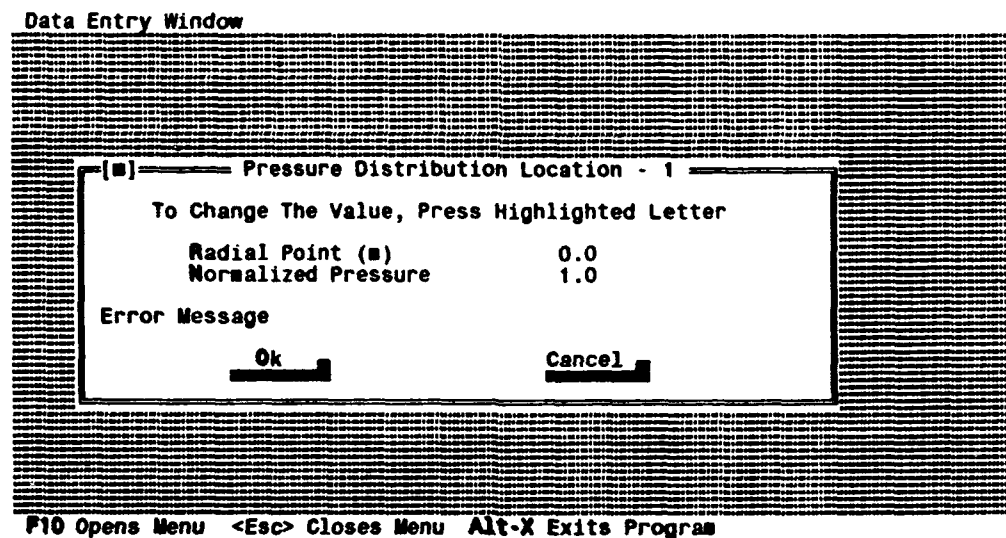 Data Entry Window
[■] Pressure Distribution Location - 1
To Change The Value, Press Highlighted Letter
Radial Point (m) 0.0
Normalized Pressure 1.0
Error Message
Ok Cancel
F10 Opens Menu <Esc> Closes Menu Alt-X Exits Program